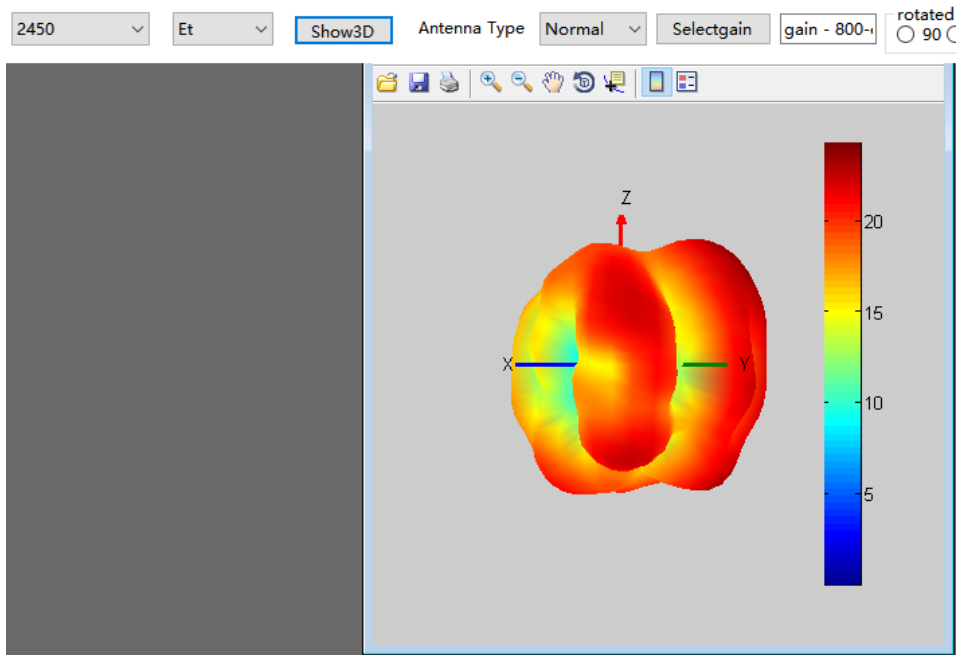 2450
Et
Show3D
Antenna Type
Normal
Selectgain
gain - 800-
rotated
90
Z
X
Y
20
15
10
5